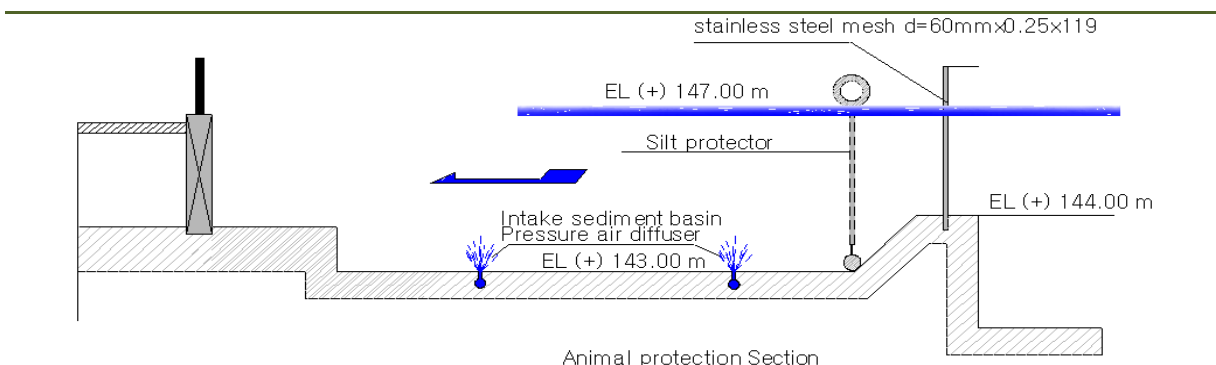 stainless steel mesh d=60mmx0.25x119
EL (+) 147.00 m
Silt protector
EL (+) 144.00 m
Intake sediment basin
Pressure air diffuser
EL (+) 143.00 m
Animal protection Section